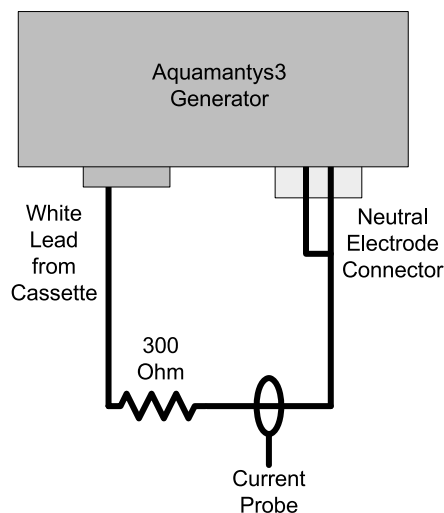 Aquamantys3
Generator
White
Lead
from
Cassette
Neutral
Electrode
Connector
300
Ohm
Current
Probe